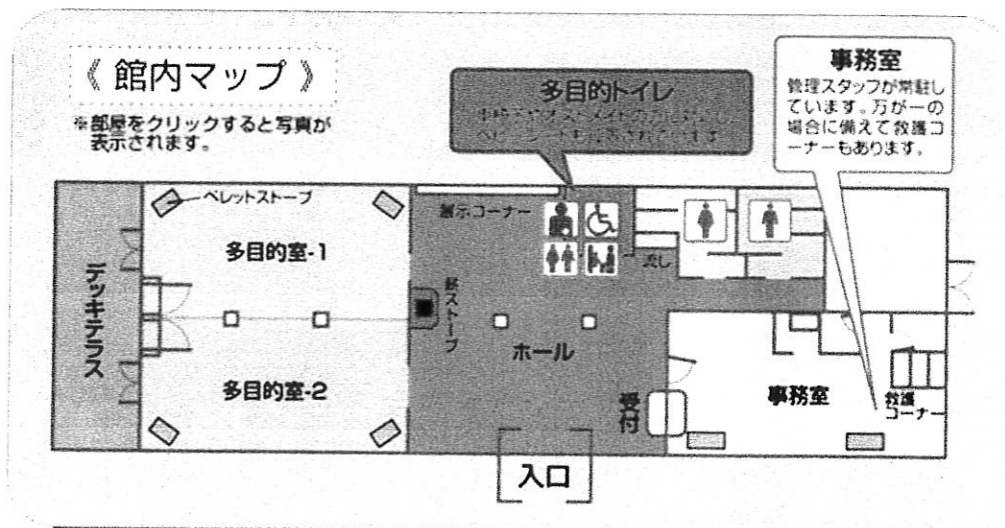 《 館内マップ 》
※部屋をクリックすると写真が
表示されます。
多目的トイレ
事務室
管理スタッフが常駐し
ています。万が一の
場合に備えて救護コ
ーナーもあります。
ペレットストーブ
展示コーナー
多目的室-1
流し
デッキテラス
ホール
多目的室-2
受付
事務室
救護
コーナー
入口